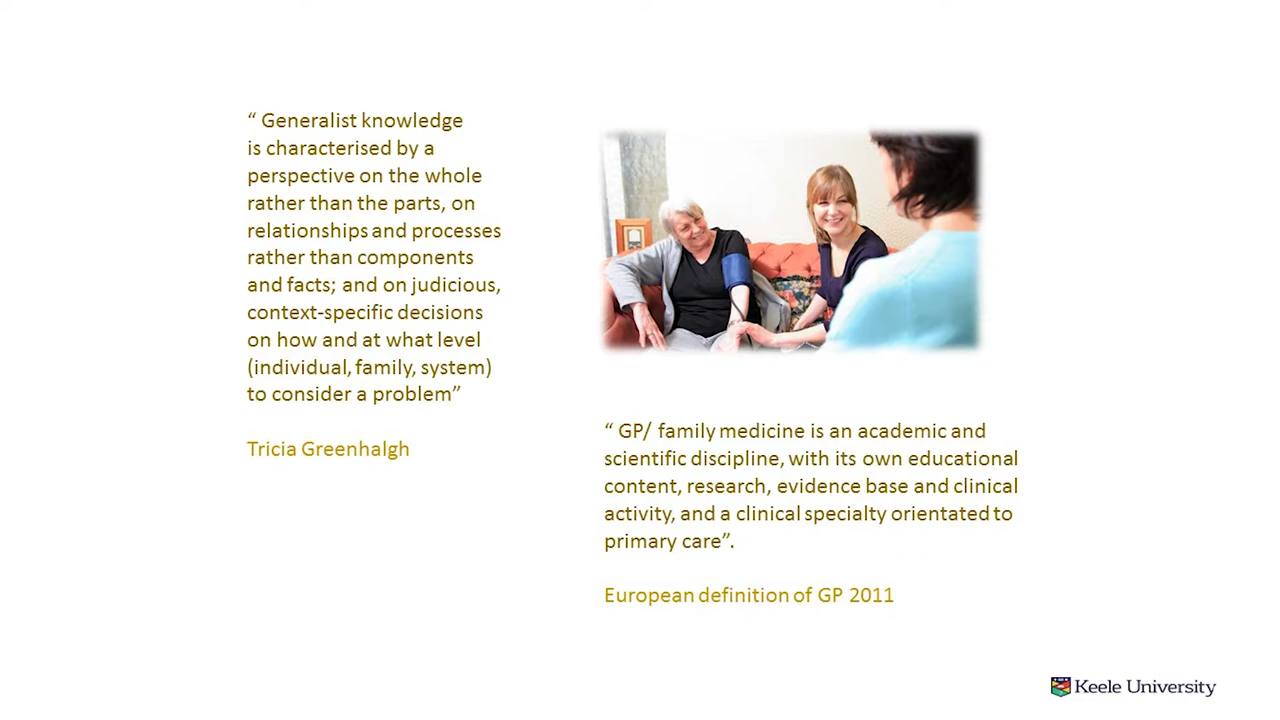 “ Generalist knowledge
is characterised by a
perspective on the whole
rather than the parts, on
relationships and processes
rather than components
and facts; and on judicious,
context-specific decisions
on how and at what level
(individual, family, system)
to consider a problem”
Tricia Greenhalgh
“ GP/ family medicine is an academic and
scientific discipline, with its own educational
content, research, evidence base and clinical
activity, and a clinical specialty orientated to
primary care”.
European definition of GP 2011
Keele University